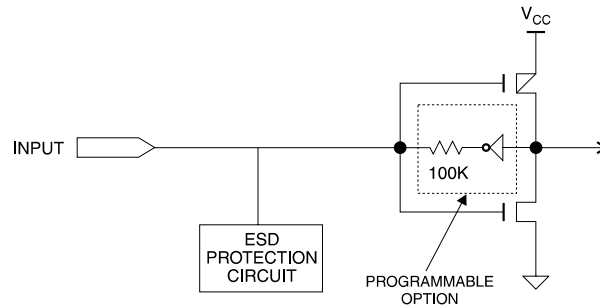 VCC
INPUT
100K
ESD
PROTECTION
CIRCUIT
PROGRAMMABLE
OPTION